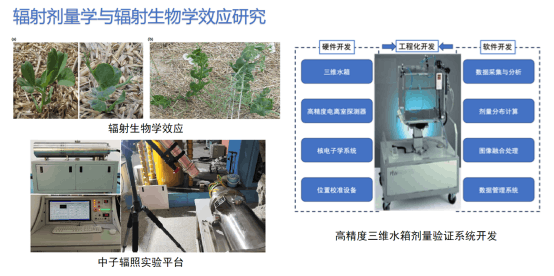 辐射剂量学与辐射生物学效应研究
(a)
(b)
辐射生物学效应
中子辐照实验平台
硬件开发
工程化开发
软件开发
三维水箱
高精度电离室探测器
核电子学系统
位置校准设备
数据采集与分析
剂量分布计算
图像融合处理
数据管理系统
高精度三维水箱剂量验证系统开发